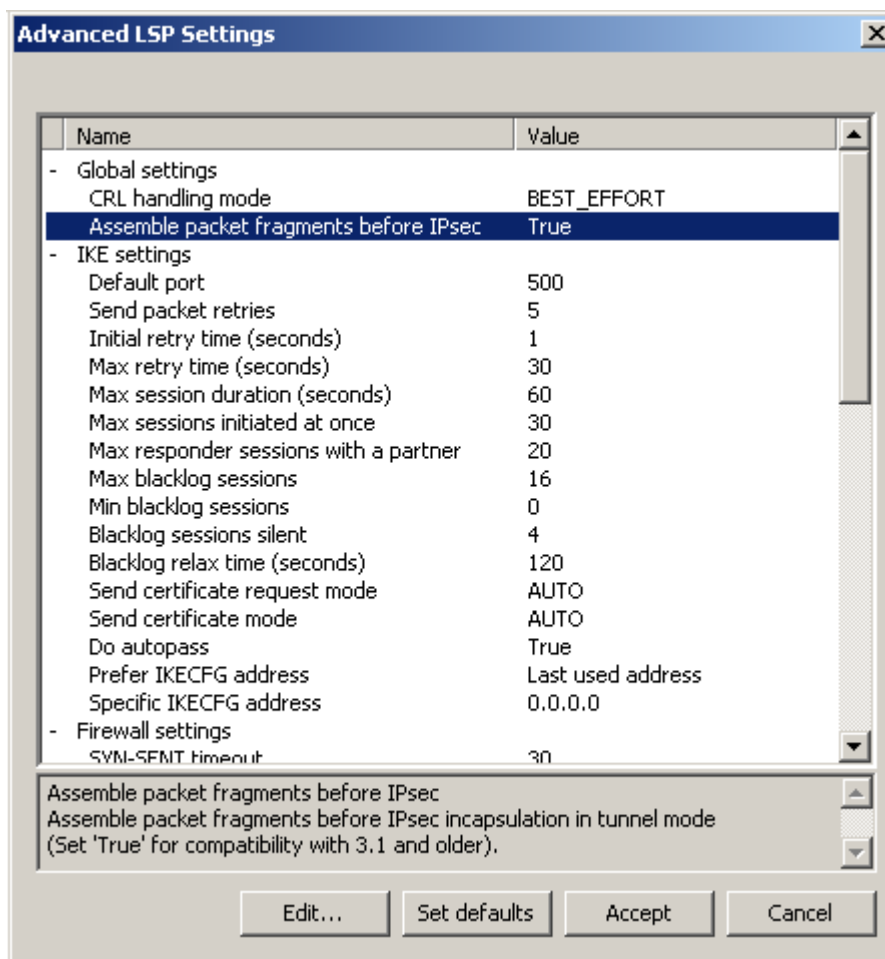 Advanced LSP Settings
Name Value
- Global settings
CRL handling mode BEST_EFFORT
Assemble packet fragments before IPsec True
- IKE settings
Default port 500
Send packet retries 5
Initial retry time (seconds) 1
Max retry time (seconds) 30
Max session duration (seconds) 60
Max sessions initiated at once 30
Max responder sessions with a partner 20
Max blacklog sessions 16
Min blacklog sessions 0
Blacklog sessions silent 4
Blacklog relax time (seconds) 120
Send certificate request mode AUTO
Send certificate mode AUTO
Do autopass True
Prefer IKECFG address Last used address
Specific IKECFG address 0.0.0.0
- Firewall settings
SYN-SENT timeout 30
Assemble packet fragments before IPsec
Assemble packet fragments before IPsec incapsulation in tunnel mode
(Set 'True' for compatibility with 3.1 and older).
Edit... Set defaults Accept Cancel